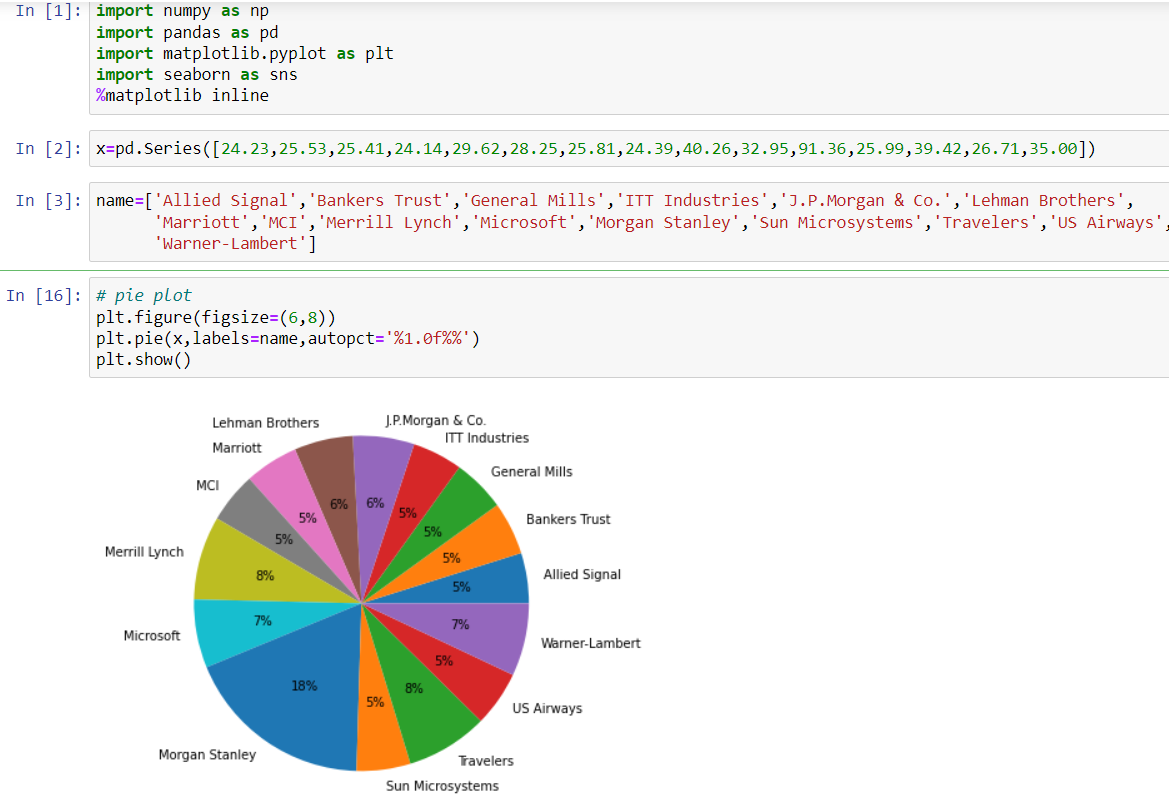 In [1]: import numpy as np
import pandas as pd
import matplotlib.pyplot as plt
import seaborn as sns
%matplotlib inline
In [2]: x=pd.Series([24.23,25.53,25.41,24.14,29.62,28.25,25.81,24.39,40.26,32.95,91.36,25.99,39.42,26.71,35.00])
In [3]: name=['Allied Signal','Bankers Trust','General Mills','ITT Industries','J.P.Morgan & Co.','Lehman Brothers',
'Marriott','MCI','Merrill Lynch','Microsoft','Morgan Stanley','Sun Microsystems','Travelers','US Airways',
'Warner-Lambert']
In [16]: # pie plot
plt.figure(figsize=(6,8))
plt.pie(x,labels=name,autopct='%1.0f%%')
plt.show()
Lehman Brothers
J.P.Morgan & Co.
ITT Industries
Marriott
General Mills
MCI
6%
6%
5%
5%
Bankers Trust
5%
5%
Merrill Lynch
5%
8%
Allied Signal
5%
7%
7%
Microsoft
Warner-Lambert
5%
18%
8%
5%
US Airways
Morgan Stanley
Travelers
Sun Microsystems